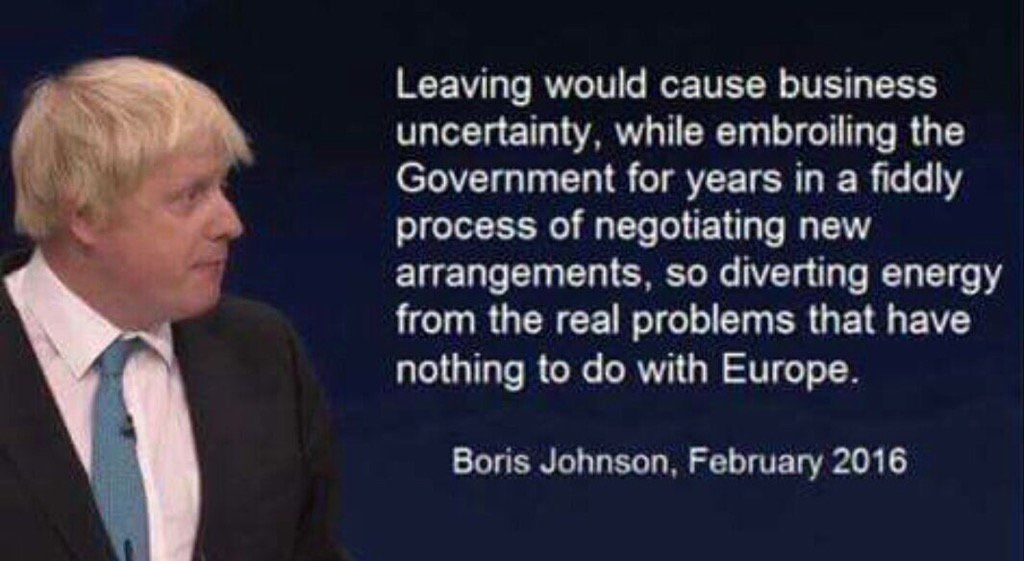 Leaving would cause business
uncertainty, while embroiling the
Government for years in a fiddly
process of negotiating new
arrangements, so diverting energy
from the real problems that have
nothing to do with Europe.
Boris Johnson, February 2016